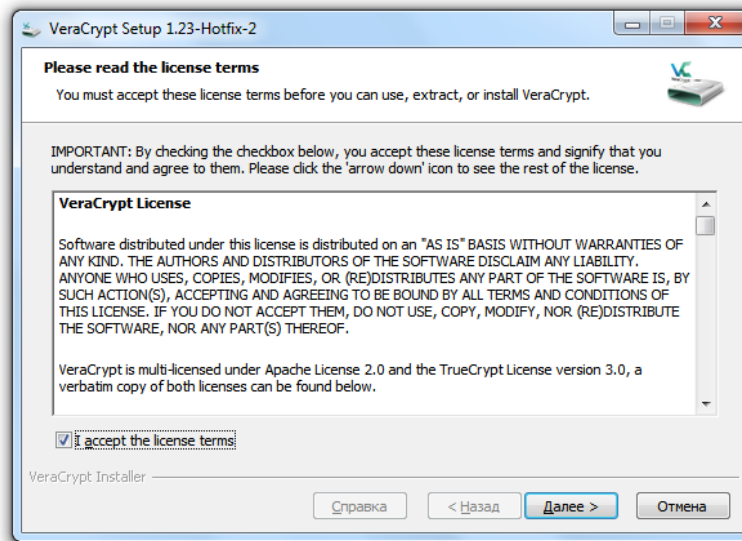 VeraCrypt Setup 1.23-Hotfix-2
Please read the license terms
You must accept these license terms before you can use, extract, or install VeraCrypt.
VC
IMPORTANT: By checking the checkbox below, you accept these license terms and signify that you
understand and agree to them. Please click the 'arrow down' icon to see the rest of the license.
VeraCrypt License
Software distributed under this license is distributed on an "AS IS" BASIS WITHOUT WARRANTIES OF
ANY KIND. THE AUTHORS AND DISTRIBUTORS OF THE SOFTWARE DISCLAIM ANY LIABILITY.
ANYONE WHO USES, COPIES, MODIFIES, OR (RE)DISTRIBUTES ANY PART OF THE SOFTWARE IS, BY
SUCH ACTION(S), ACCEPTING AND AGREEING TO BE BOUND BY ALL TERMS AND CONDITIONS OF
THIS LICENSE. IF YOU DO NOT ACCEPT THEM, DO NOT USE, COPY, MODIFY, NOR (RE)DISTRIBUTE
THE SOFTWARE, NOR ANY PART(S) THEREOF.
VeraCrypt is multi-licensed under Apache License 2.0 and the TrueCrypt License version 3.0, a
verbatim copy of both licenses can be found below.
I accept the license terms
VeraCrypt Installer
Справка
< Назад
Далее >
Отмена